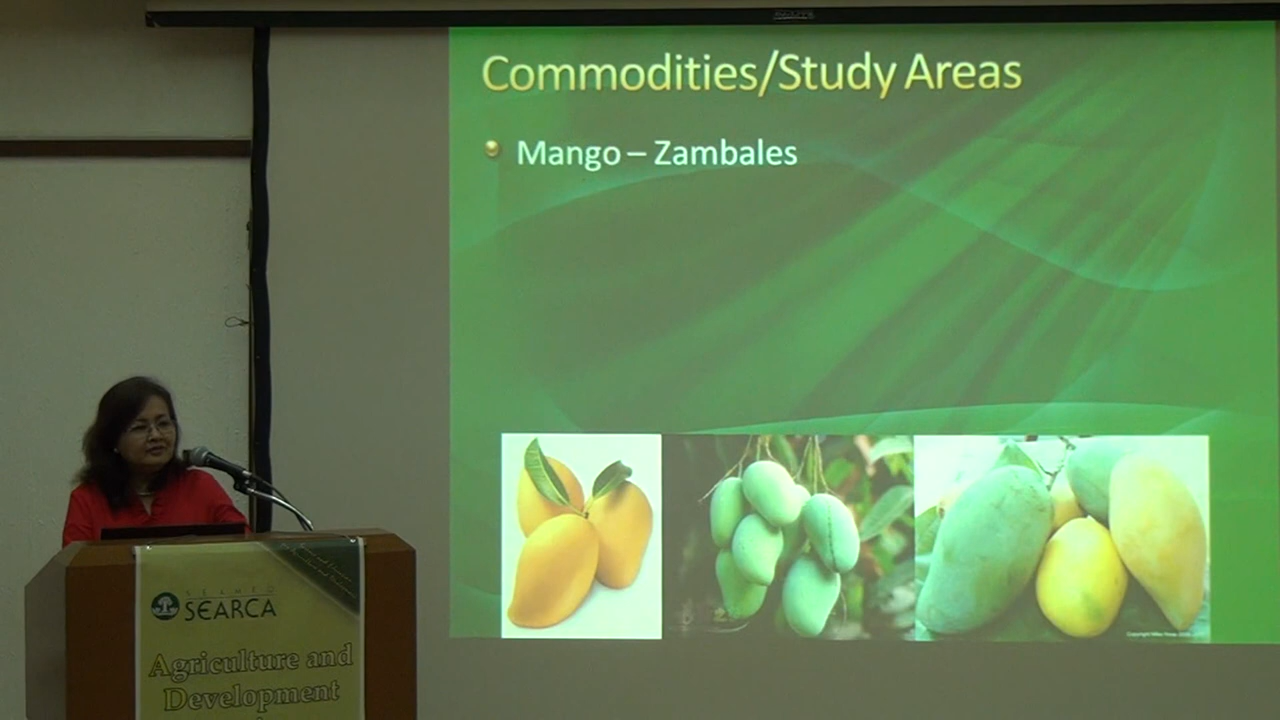 Commodities/Study Areas
Mango – Zambales
SEARCA
Agriculture and
Development